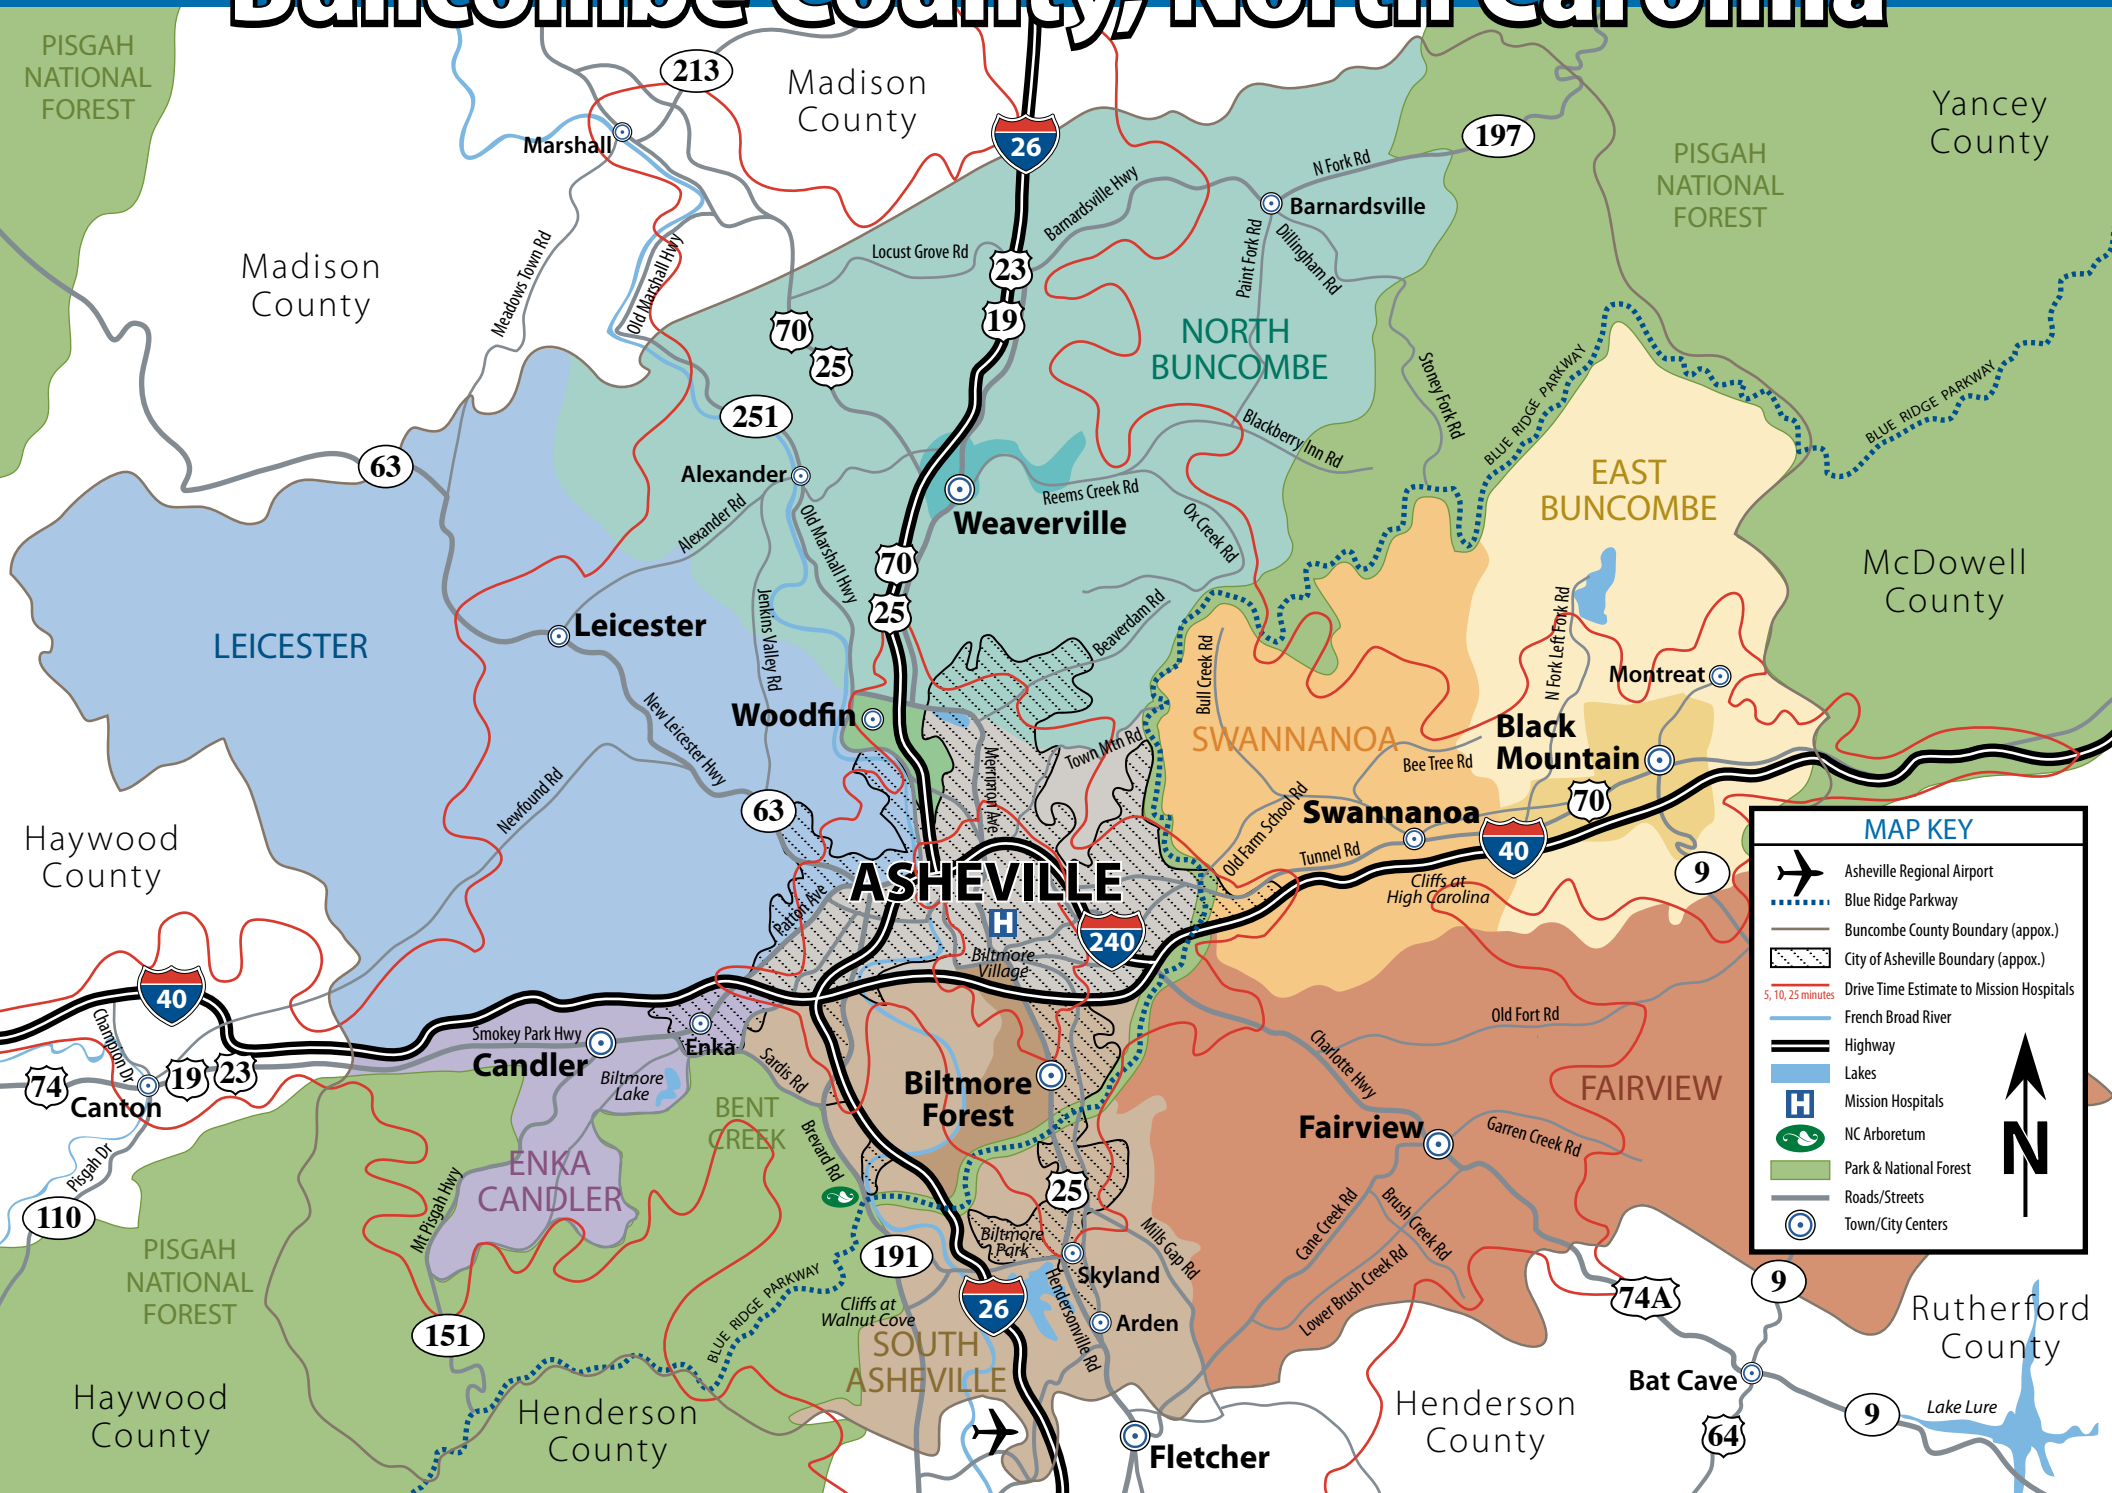 Buncombe County, North Carolina
PISGAH
NATIONAL
FOREST
213
Madison
County
Yancey
County
26
197
Marshall
PISGAH
NATIONAL
FOREST
N Fork Rd
Barnardsville Hwy
Barnardsville
Madison
County
Meadows Town Rd
Old Marshall Hwy
Locust Grove Rd
23
19
Paint Fork Rd
Dillingham Rd
70
25
NORTH
BUNCOMBE
Stoney Fork Rd
BLUE RIDGE PARKWAY
BLUE RIDGE PARKWAY
251
Blackberry Inn Rd
63
Alexander
EAST
BUNCOMBE
Reems Creek Rd
Weaverville
Ox Creek Rd
Alexander Rd
Old Marshall Hwy
70
25
McDowell
County
Jenkins Valley Rd
Beaverdam Rd
N Fork Left Fork Rd
LEICESTER
Leicester
Bull Creek Rd
Montreat
New Leicester Hwy
Woodfin
SWANNANOA
Black
Mountain
Merrimon Ave
Town Mtn Rd
Bee Tree Rd
Newfound Rd
63
Old Farm School Rd
Swannanoa
70
Haywood
County
Tunnel Rd
40
9
ASHEVILLE
Patton Ave
H
240
Cliffs at
High Carolina
Biltmore
Village
40
Champion Dr
Smokey Park Hwy
Candler
Enka
Sardis Rd
Old Fort Rd
Charlotte Hwy
74
19
23
Canton
Biltmore
Lake
Biltmore
Forest
BENT
CREEK
FAIRVIEW
Fairview
Garren Creek Rd
Pisgah Dr
110
ENKA
CANDLER
Mt Pisgah Hwy
Brevard Rd
25
Cane Creek Rd
Brush Creek Rd
Lower Brush Creek Rd
PISGAH
NATIONAL
FOREST
191
Biltmore
Park
Mills Gap Rd
Skyland
BLUE RIDGE PARKWAY
Cliffs at
Walnut Cove
26
Hendersonville Rd
Arden
151
SOUTH
ASHEVILLE
74A
9
Rutherford
County
Bat Cave
Haywood
County
Henderson
County
Henderson
County
9
Lake Lure
64
Fletcher
MAP KEY
Asheville Regional Airport
Blue Ridge Parkway
Buncombe County Boundary (appox.)
City of Asheville Boundary (appox.)
5, 10, 25 minutes Drive Time Estimate to Mission Hospitals
French Broad River
Highway
Lakes
H Mission Hospitals
NC Arboretum
Park & National Forest
Roads/Streets
Town/City Centers
N